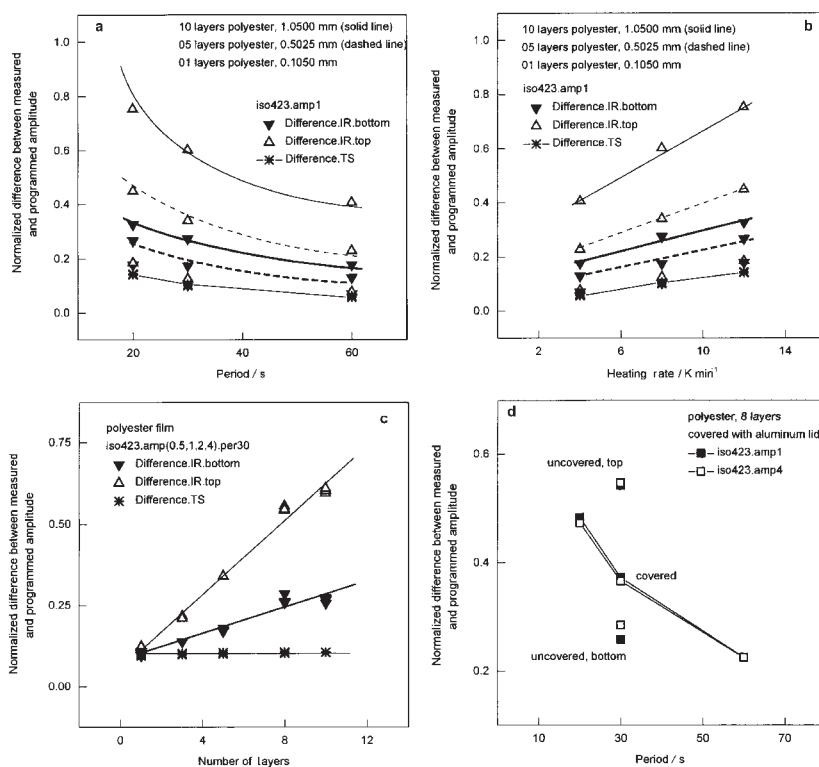 a
10 layers polyester, 1.0500 mm (solid line)
05 layers polyester, 0.5025 mm (dashed line)
01 layers polyester, 0.1050 mm
iso423.amp1
Difference.IR.bottom
Difference.IR.top
Difference.TS
1.0
0.8
0.6
0.4
0.2
0.0
20
40
60
Period / s
Normalized difference between measured
and programmed amplitude
b
10 layers polyester, 1.0500 mm (solid line)
05 layers polyester, 0.5025 mm (dashed line)
01 layers polyester, 0.1050 mm
iso423.amp1
Difference.IR.bottom
Difference.IR.top
Difference.TS
1.0
0.8
0.6
0.4
0.2
0.0
2
6
10
14
Heating rate / K min⁻¹
Normalized difference between measured
and programmed amplitude
c
polyester film
iso423.amp(0.5,1,2,4).per30
Difference.IR.bottom
Difference.IR.top
Difference.TS
0.75
0.50
0.25
0.00
0
4
8
12
Number of layers
Normalized difference between measured
and programmed amplitude
d
polyester, 8 layers
covered with aluminum lid
iso423.amp1
iso423.amp4
uncovered, top
covered
uncovered, bottom
0.6
0.4
0.2
10
30
50
70
Period / s
Normalized difference between measured
and programmed amplitude